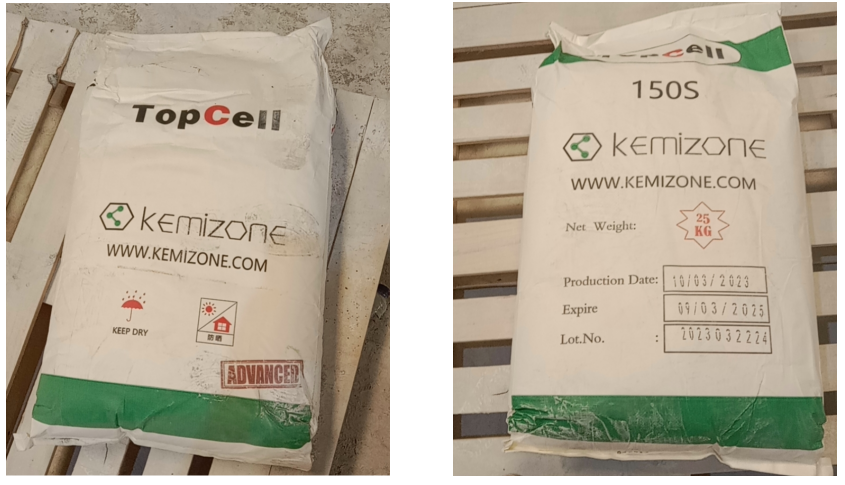 TopCell
Kemizone
WWW.KEMIZONE.COM
KEEP DRY
防晒
ADVANCED
TopCell
150S
Kemizone
WWW.KEMIZONE.COM
Net Weight: 25 KG
Production Date: 10/03/2023
Expire 09/03/2025
Lot.No. : 2023032224